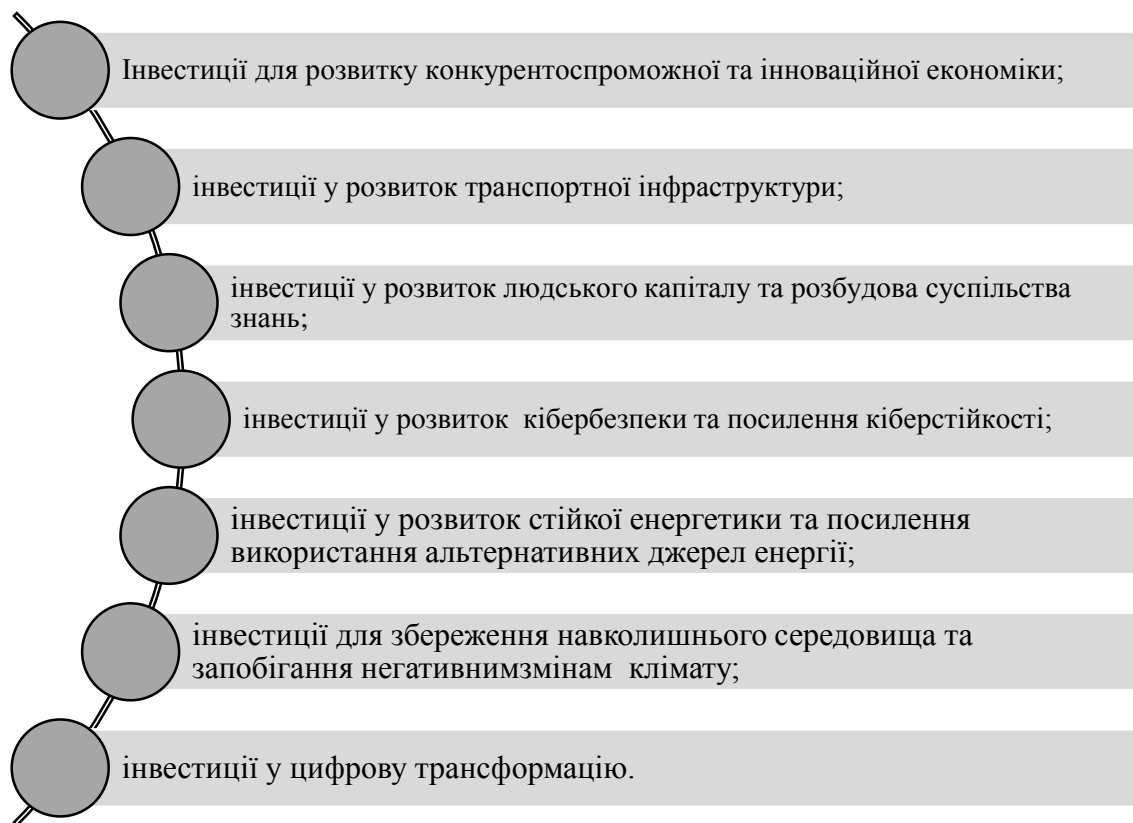 Інвестиції для розвитку конкурентоспроможної та інноваційної економіки;
інвестиції у розвиток транспортної інфраструктури;
інвестиції у розвиток людського капіталу та розбудова суспільства
знань;
інвестиції у розвиток  кібербезпеки та посилення кіберстійкості;
інвестиції у розвиток стійкої енергетики та посилення
використання альтернативних джерел енергії;
інвестиції для збереження навколишнього середовища та
запобігання негативнимзмінам  клімату;
інвестиції у цифрову трансформацію.